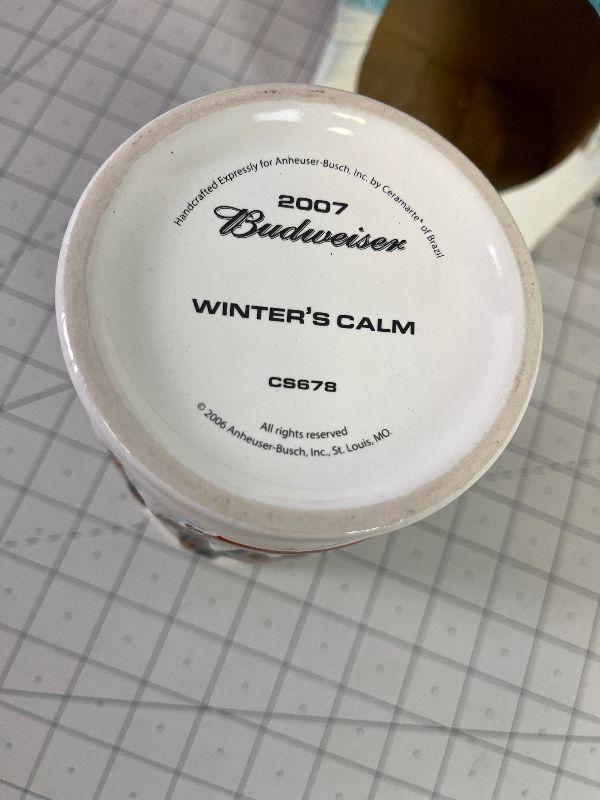 Handcrafted Expressly for Anheuser-Busch, Inc. by Ceramarte® of Brazil
2007
Budweiser
WINTER'S CALM
CS678
All rights reserved
© 2006 Anheuser-Busch, Inc., St. Louis, MO.